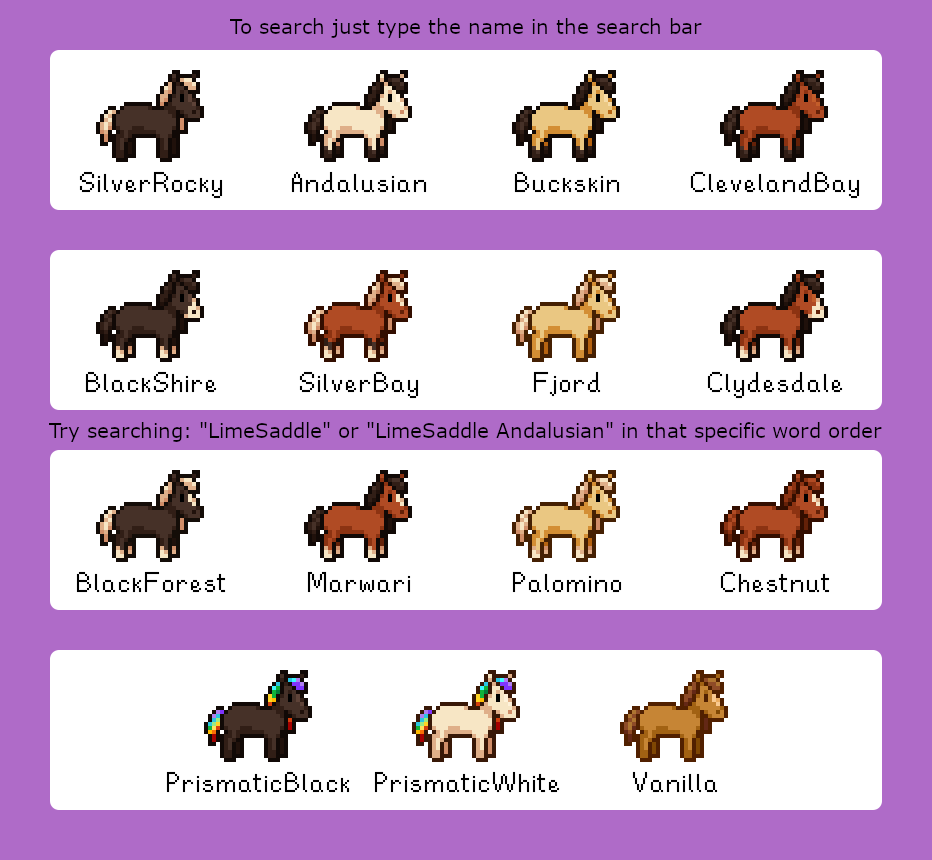 To search just type the name in the search bar
SilverRocky Andalusian Buckskin ClevelandBay
BlackShire SilverBay Fjord Clydesdale
Try searching: "LimeSaddle" or "LimeSaddle Andalusian" in that specific word order
BlackForest Marwari Palomino Chestnut
PrismaticBlack PrismaticWhite Vanilla